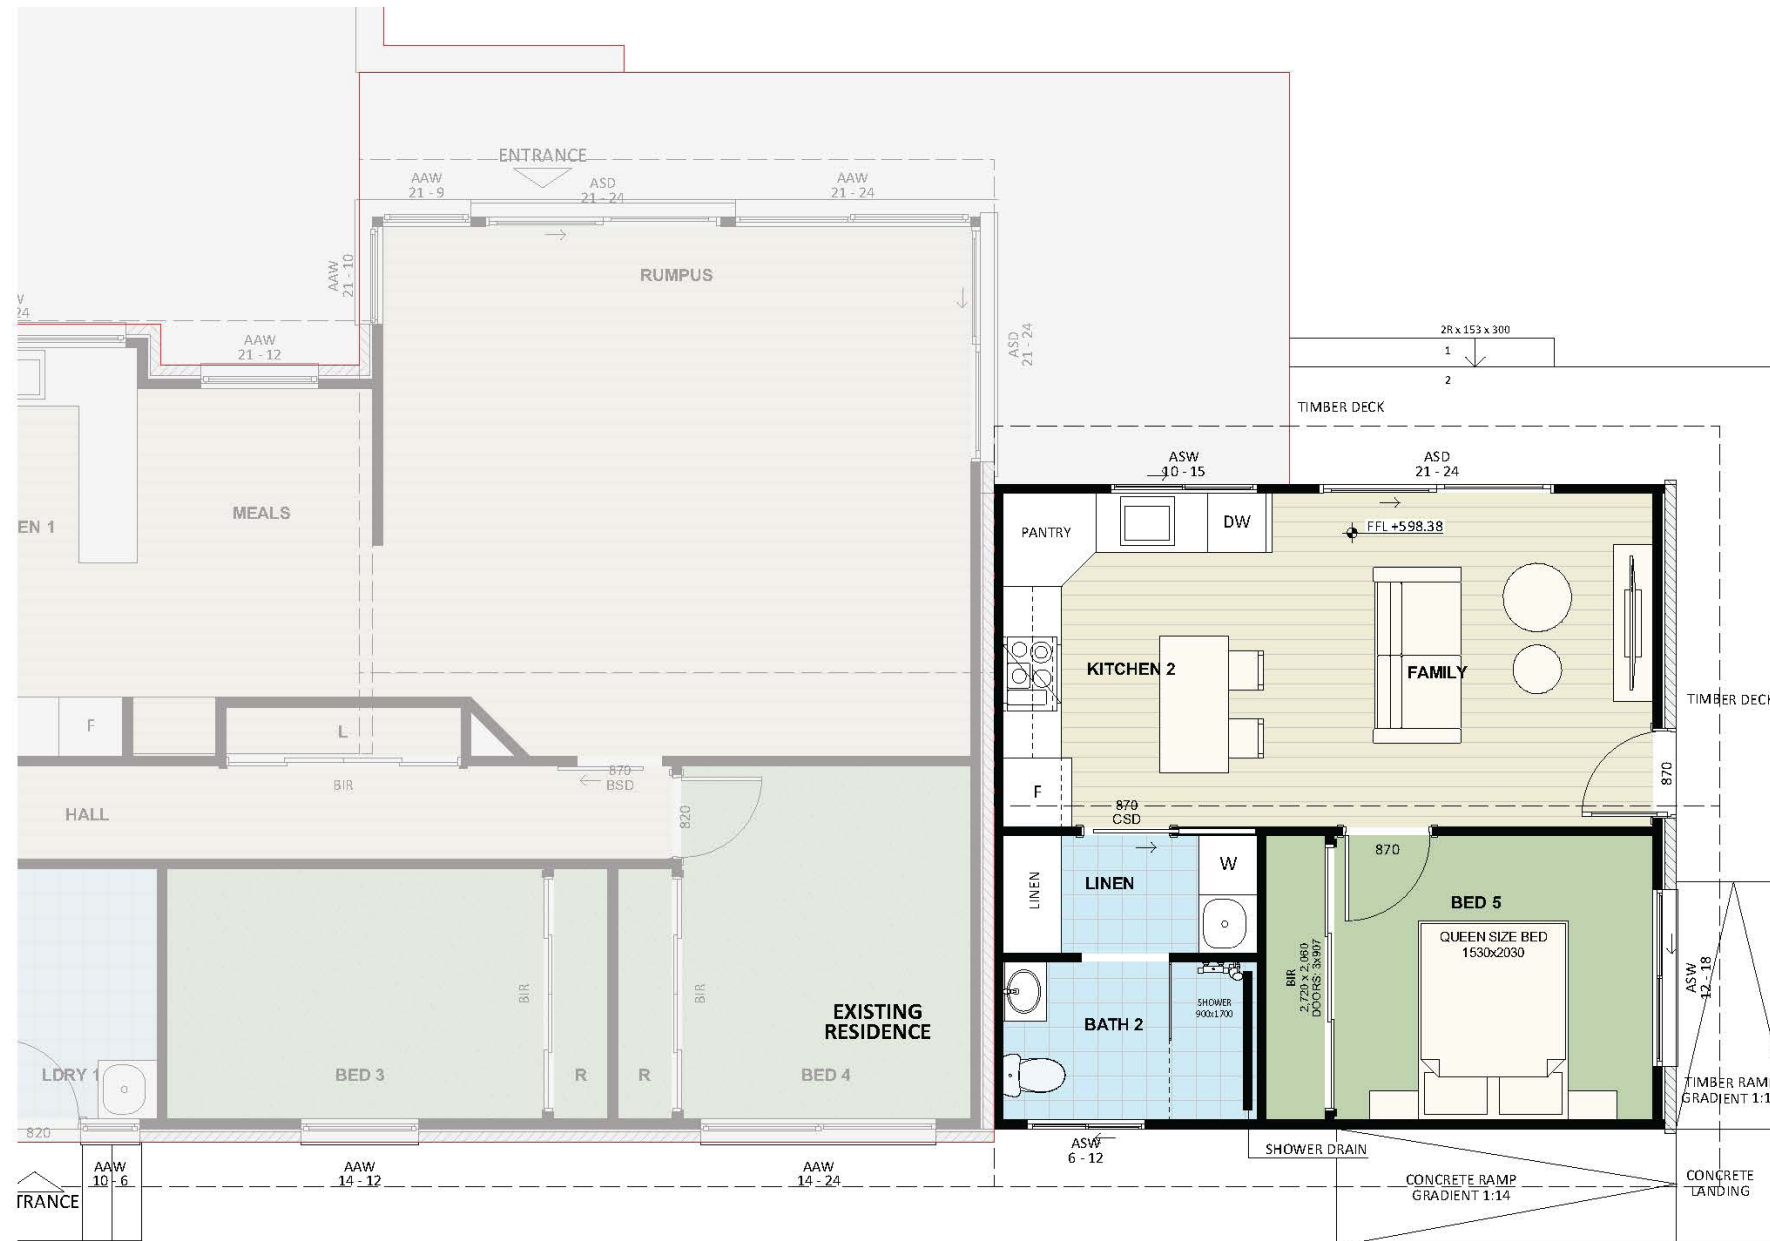 ENTRANCE
AAW
21 - 9
ASD
21 - 24
AAW
21 - 24
AAW
21 - 10
RUMPUS
W
24
AAW
21 - 12
ASD
21 - 24
2R x 153 x 300
1
2
TIMBER DECK
ASW
10 - 15
ASD
21 - 24
EN 1
MEALS
PANTRY
DW
FFL +598.38
KITCHEN 2
FAMILY
TIMBER DECK
F
L
BIR
870
BSD
HALL
820
F
870
CSD
870
870
LINEN
LINEN
W
BED 5
QUEEN SIZE BED
1530x2030
BIR
2,720 x 2,060
DOORS: 3x907
ASW
12 - 18
BIR
BIR
EXISTING
RESIDENCE
BATH 2
SHOWER
900x1700
LDRY 1
BED 3
R
R
BED 4
TIMBER RAM
GRADIENT 1:1
820
AAW
10 - 6
AAW
14 - 12
AAW
14 - 24
ASW
6 - 12
SHOWER DRAIN
CONCRETE RAMP
GRADIENT 1:14
CONCRETE
LANDING
TRANCE